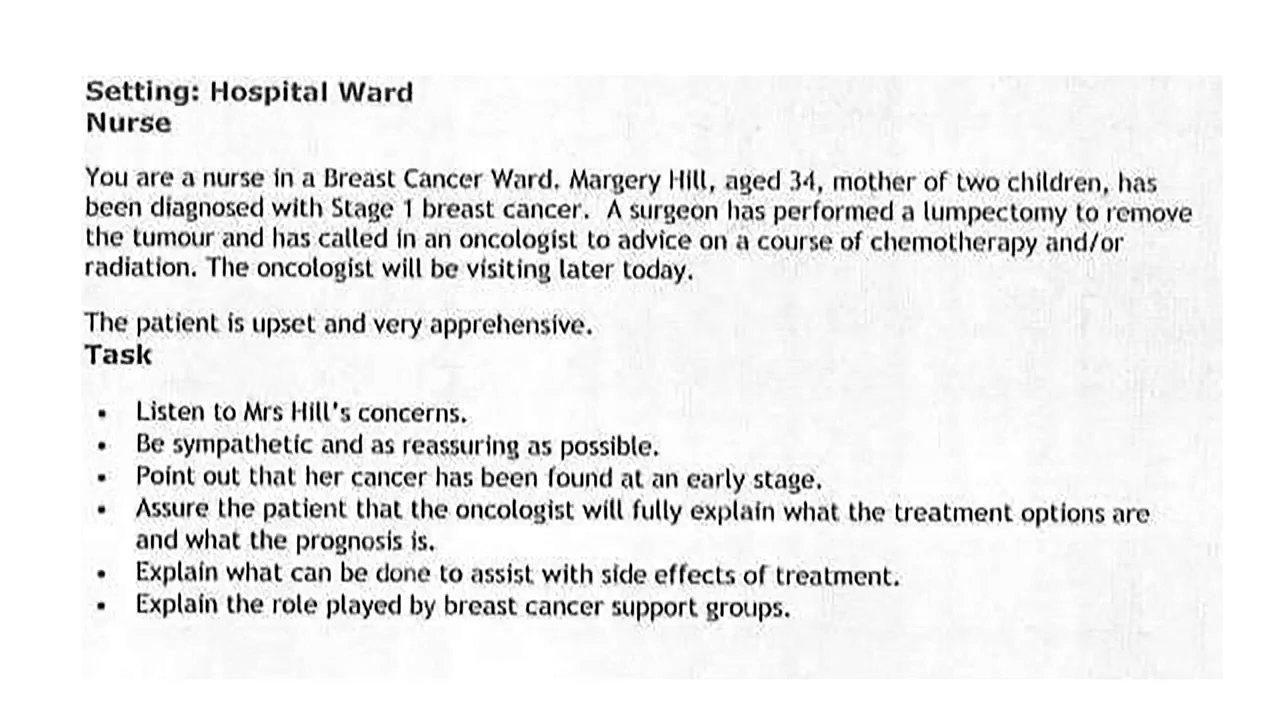 Setting: Hospital Ward
Nurse
You are a nurse in a Breast Cancer Ward. Margery Hill, aged 34, mother of two children, has
been diagnosed with Stage 1 breast cancer. A surgeon has performed a lumpectomy to remove
the tumour and has called in an oncologist to advice on a course of chemotherapy and/or
radiation. The oncologist will be visiting later today.
The patient is upset and very apprehensive.
Task
• Listen to Mrs Hill's concerns.
• Be sympathetic and as reassuring as possible.
• Point out that her cancer has been found at an early stage.
• Assure the patient that the oncologist will fully explain what the treatment options are
and what the prognosis is.
• Explain what can be done to assist with side effects of treatment.
• Explain the role played by breast cancer support groups.